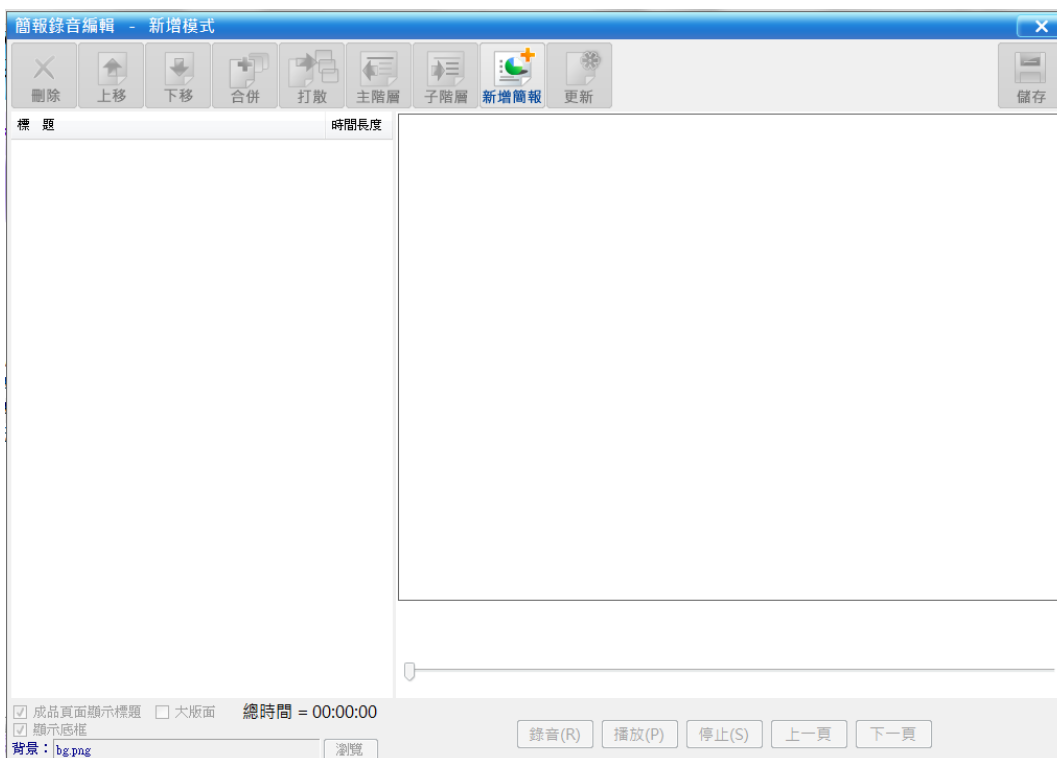 簡報錄音編輯 - 新增模式
刪除 上移 下移 合併 打散 主階層 子階層 新增簡報 更新 儲存
標 題 時間長度
成品頁面顯示標題 大版面 總時間 = 00:00:00
顯示底框
背景：bg.png 瀏覽
錄音(R) 播放(P) 停止(S) 上一頁 下一頁